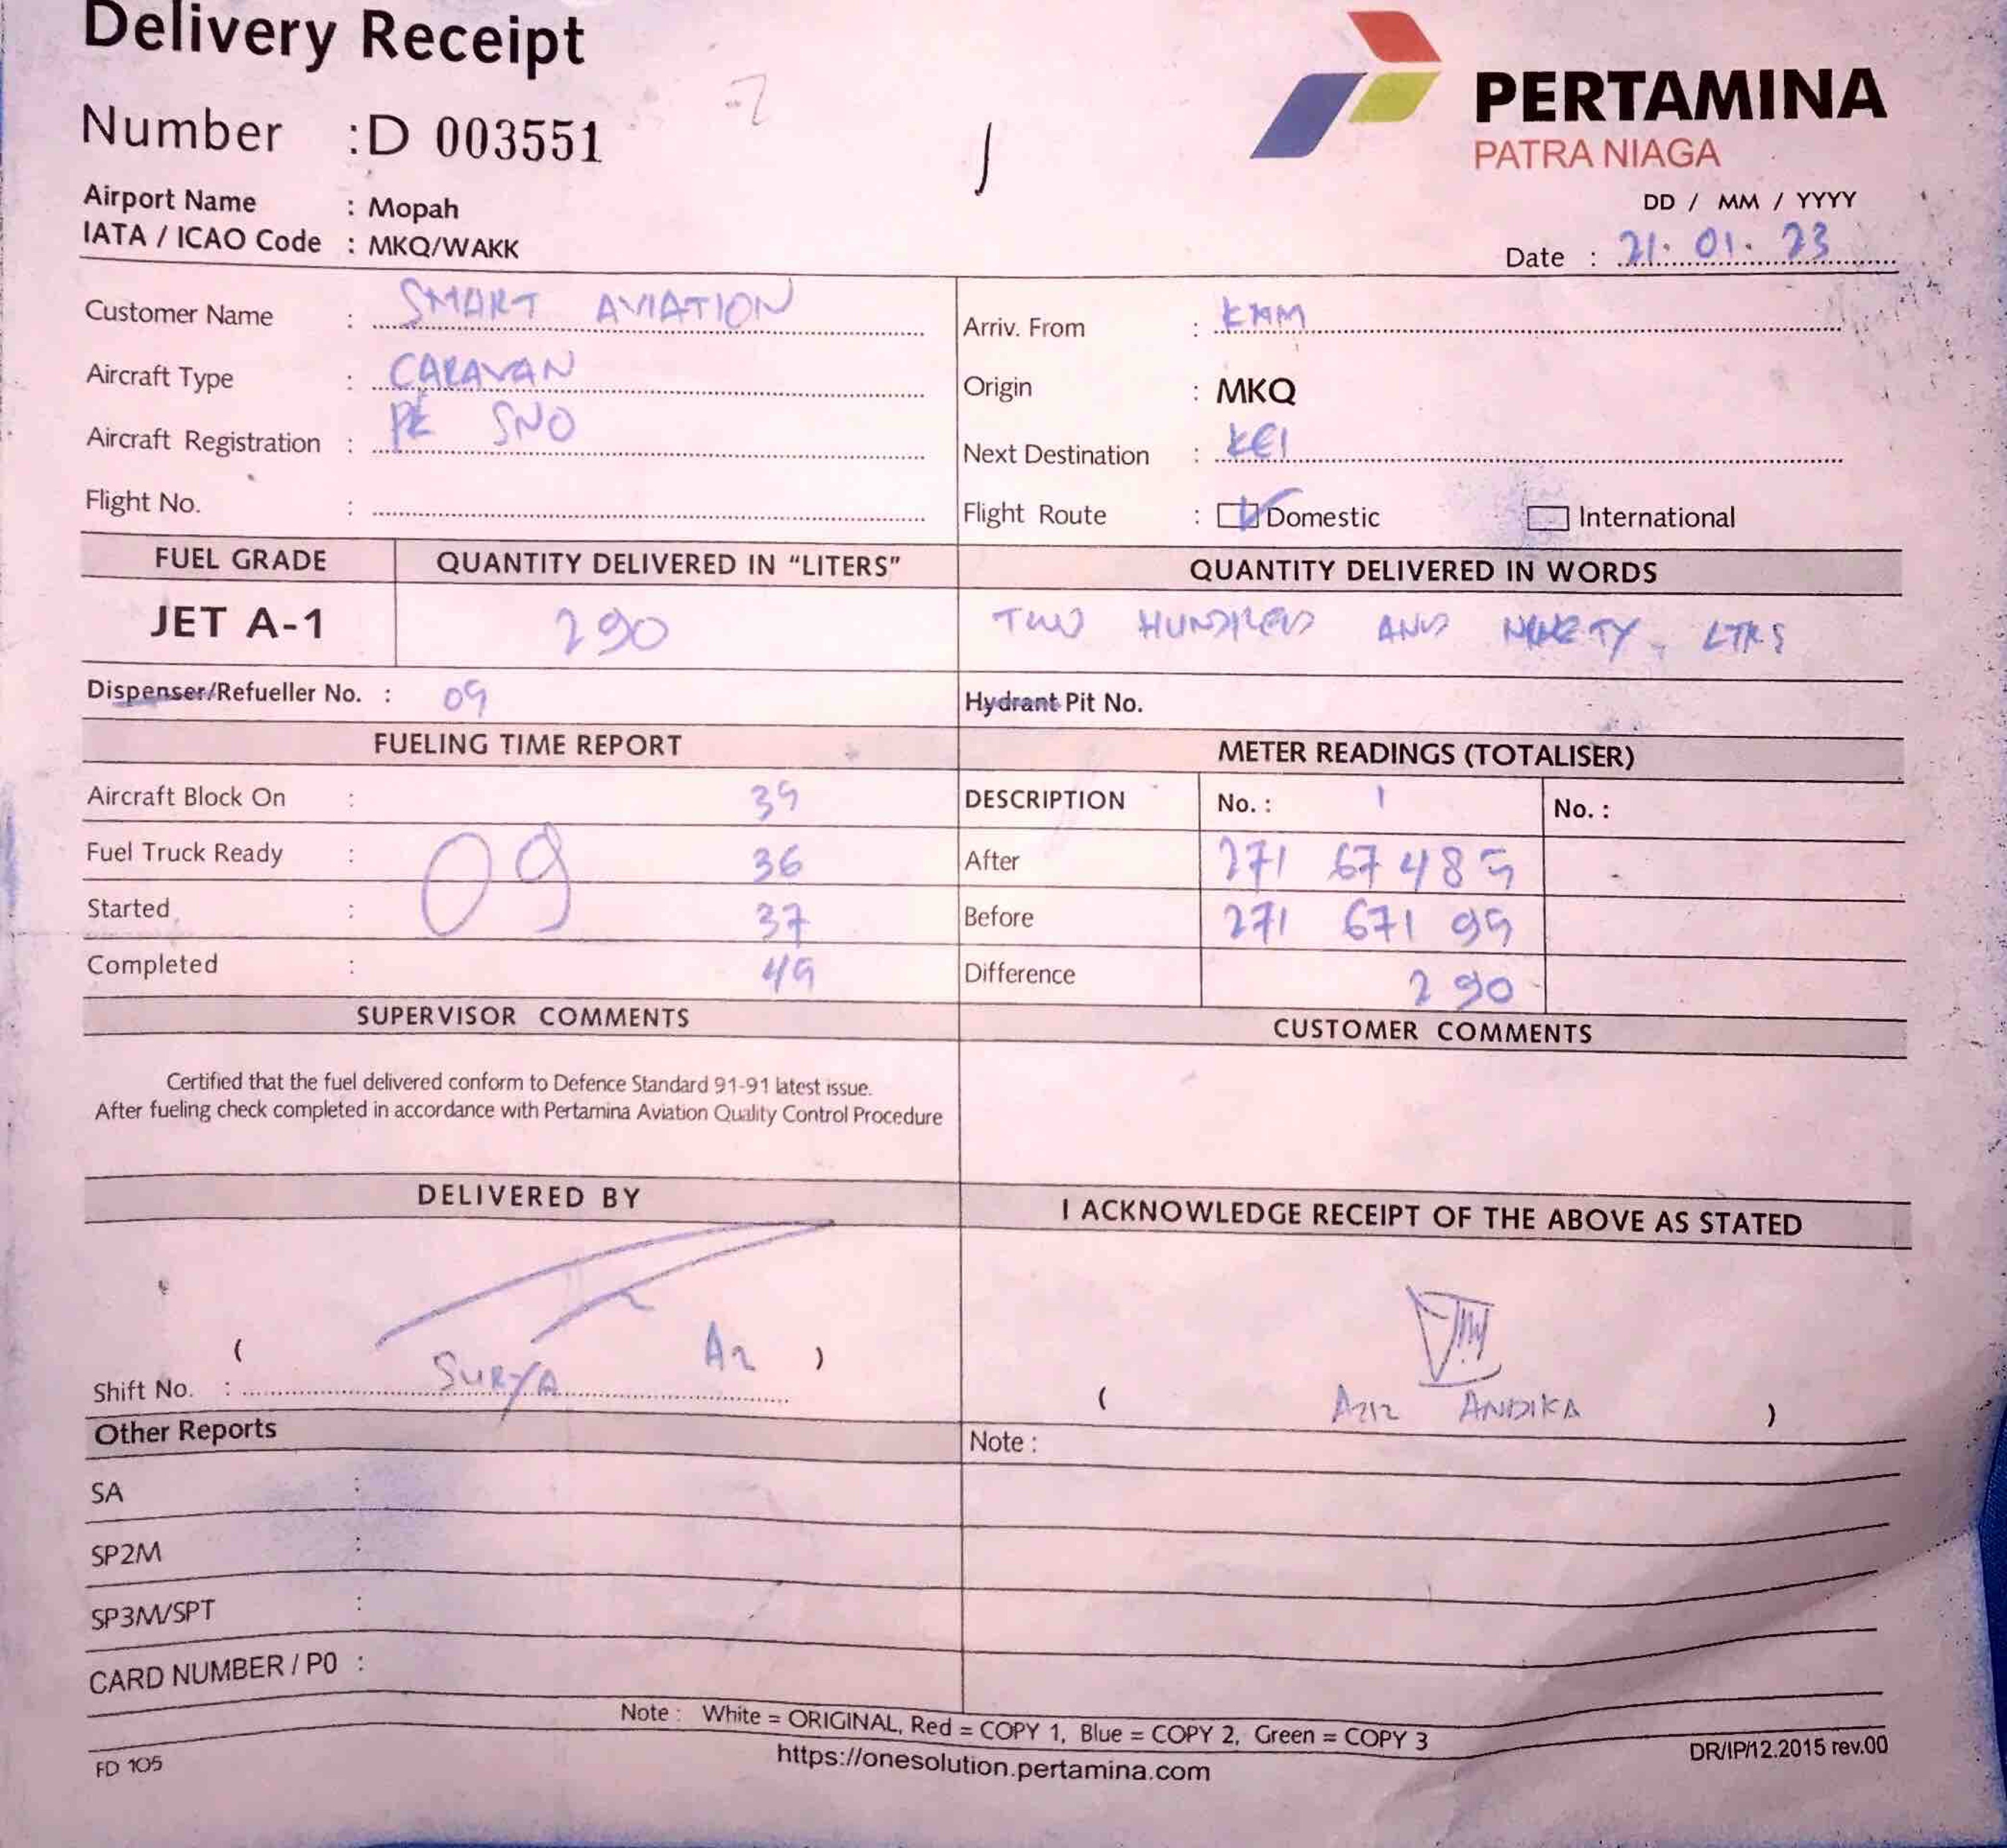 Delivery Receipt
PERTAMINA
PATRA NIAGA
Number : D 003551
Airport Name : Mopah
IATA / ICAO Code : MKQ/WAKK
DD / MM / YYYY
Date : 21. 01. 23
Customer Name : SMART AVIATION
Aircraft Type : CARAVAN
Aircraft Registration : PK SNO
Flight No. :
Arriv. From : KMM
Origin : MKQ
Next Destination : KEI
Flight Route : Domestic International
FUEL GRADE QUANTITY DELIVERED IN "LITERS" QUANTITY DELIVERED IN WORDS
JET A-1 290 TWO HUNDRED AND NINETY LTRS
Dispenser/Refueller No. : 09 Hydrant Pit No.
FUELING TIME REPORT
Aircraft Block On :
Fuel Truck Ready : 36
09
Started : 37
Completed : 49
METER READINGS (TOTALISER)
DESCRIPTION No. : 1 No. :
After 271 67 489
Before 271 671 99
Difference 290
SUPERVISOR COMMENTS
Certified that the fuel delivered conform to Defence Standard 91-91 latest issue.
After fueling check completed in accordance with Pertamina Aviation Quality Control Procedure
CUSTOMER COMMENTS
DELIVERED BY
( A2 )
Shift No. : SURYA
I ACKNOWLEDGE RECEIPT OF THE ABOVE AS STATED
( AZIZ ANDIKA )
Other Reports
SA :
SP2M :
SP3M/SPT :
CARD NUMBER / P0 :
Note :
Note : White = ORIGINAL, Red = COPY 1, Blue = COPY 2, Green = COPY 3
https://onesolution.pertamina.com
FD 105
DR/IP/12.2015 rev.00